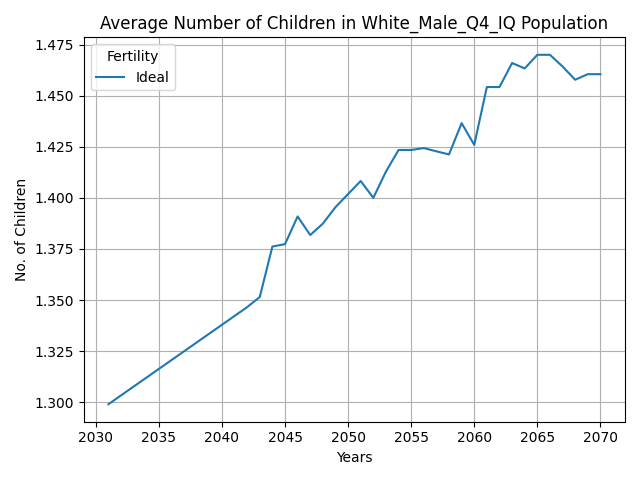 Average Number of Children in White_Male_Q4_IQ Population
Fertility
Ideal
No. of Children
1.475
1.450
1.425
1.400
1.375
1.350
1.325
1.300
2030 2035 2040 2045 2050 2055 2060 2065 2070
Years